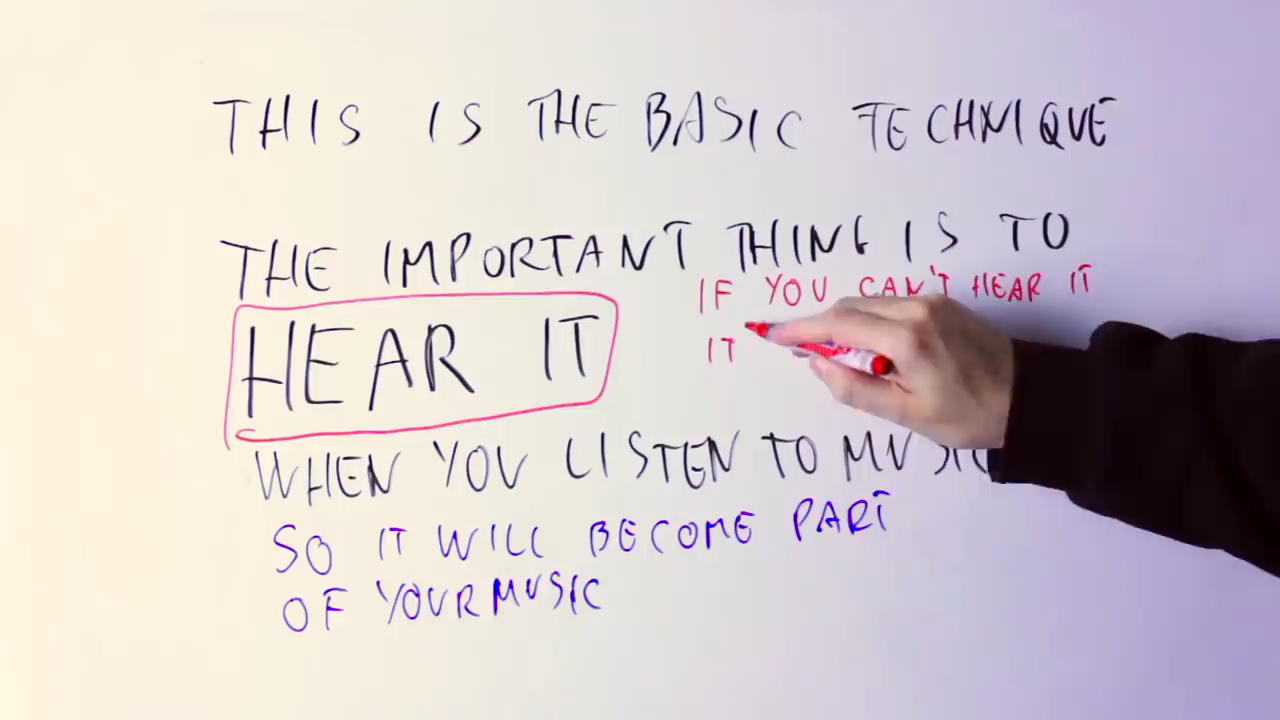 THIS IS THE BASIC TECHNIQUE
THE IMPORTANT THING IS TO
IF YOU CAN'T HEAR IT
HEAR IT
IT
WHEN YOU LISTEN TO MUSIC
SO IT WILL BECOME PART
OF YOUR MUSIC